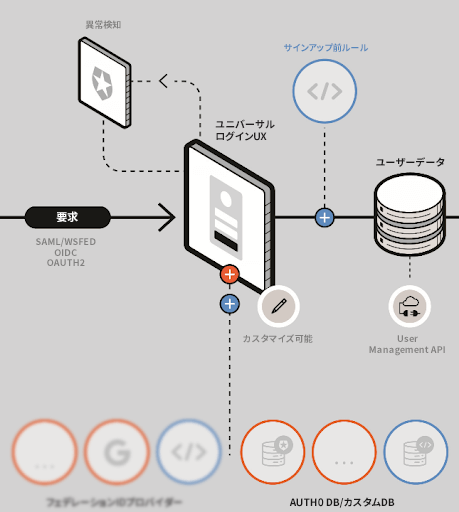 異常検知
サインアップ前ルール
ユニバーサル
ログインUX
ユーザーデータ
要求
SAML/WSFED
OIDC
OAUTH2
カスタマイズ可能
User
Management API
フェデレーションIDプロバイダー
AUTH0 DB/カスタムDB